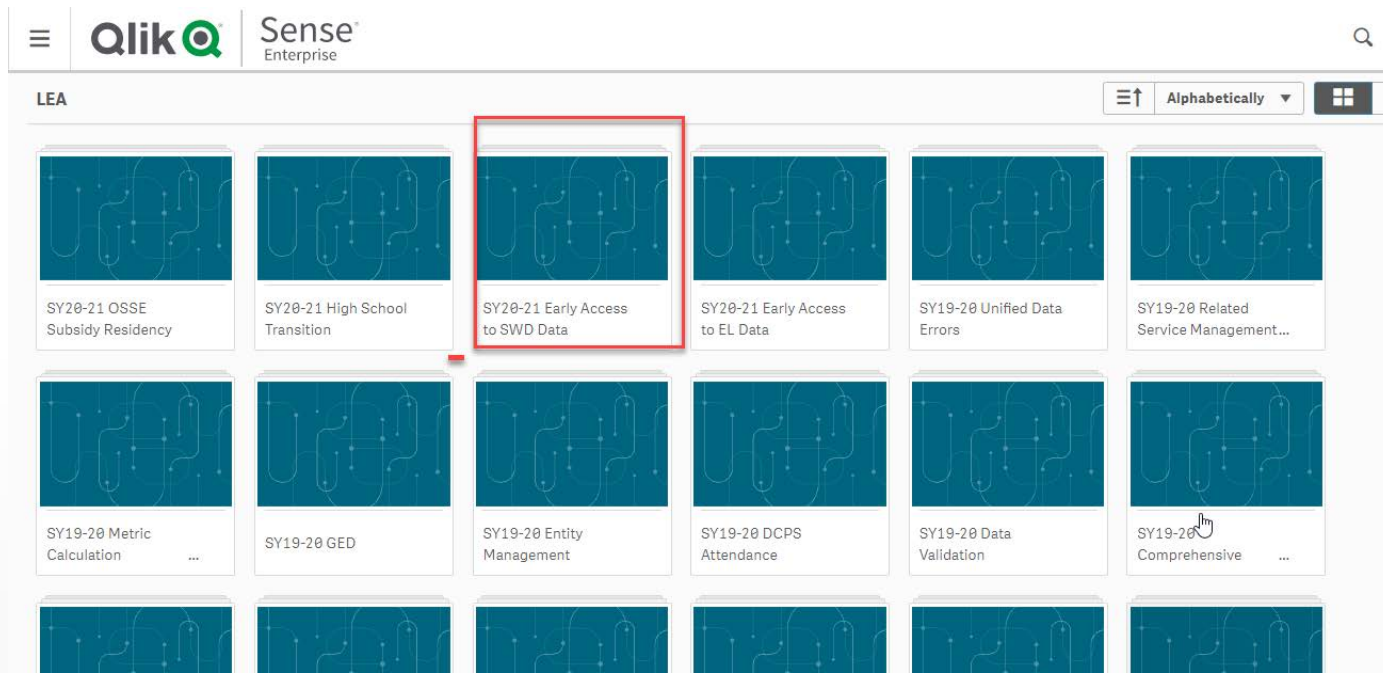 Qlik Q
Sense®
Enterprise
LEA
Alphabetically
SY20-21 OSSE
Subsidy Residency
SY20-21 High School
Transition
SY20-21 Early Access
to SWD Data
SY20-21 Early Access
to EL Data
SY19-20 Unified Data
Errors
SY19-20 Related
Service Management...
SY19-20 Metric
Calculation ...
SY19-20 GED
SY19-20 Entity
Management
SY19-20 DCPS
Attendance
SY19-20 Data
Validation
SY19-20
Comprehensive ...